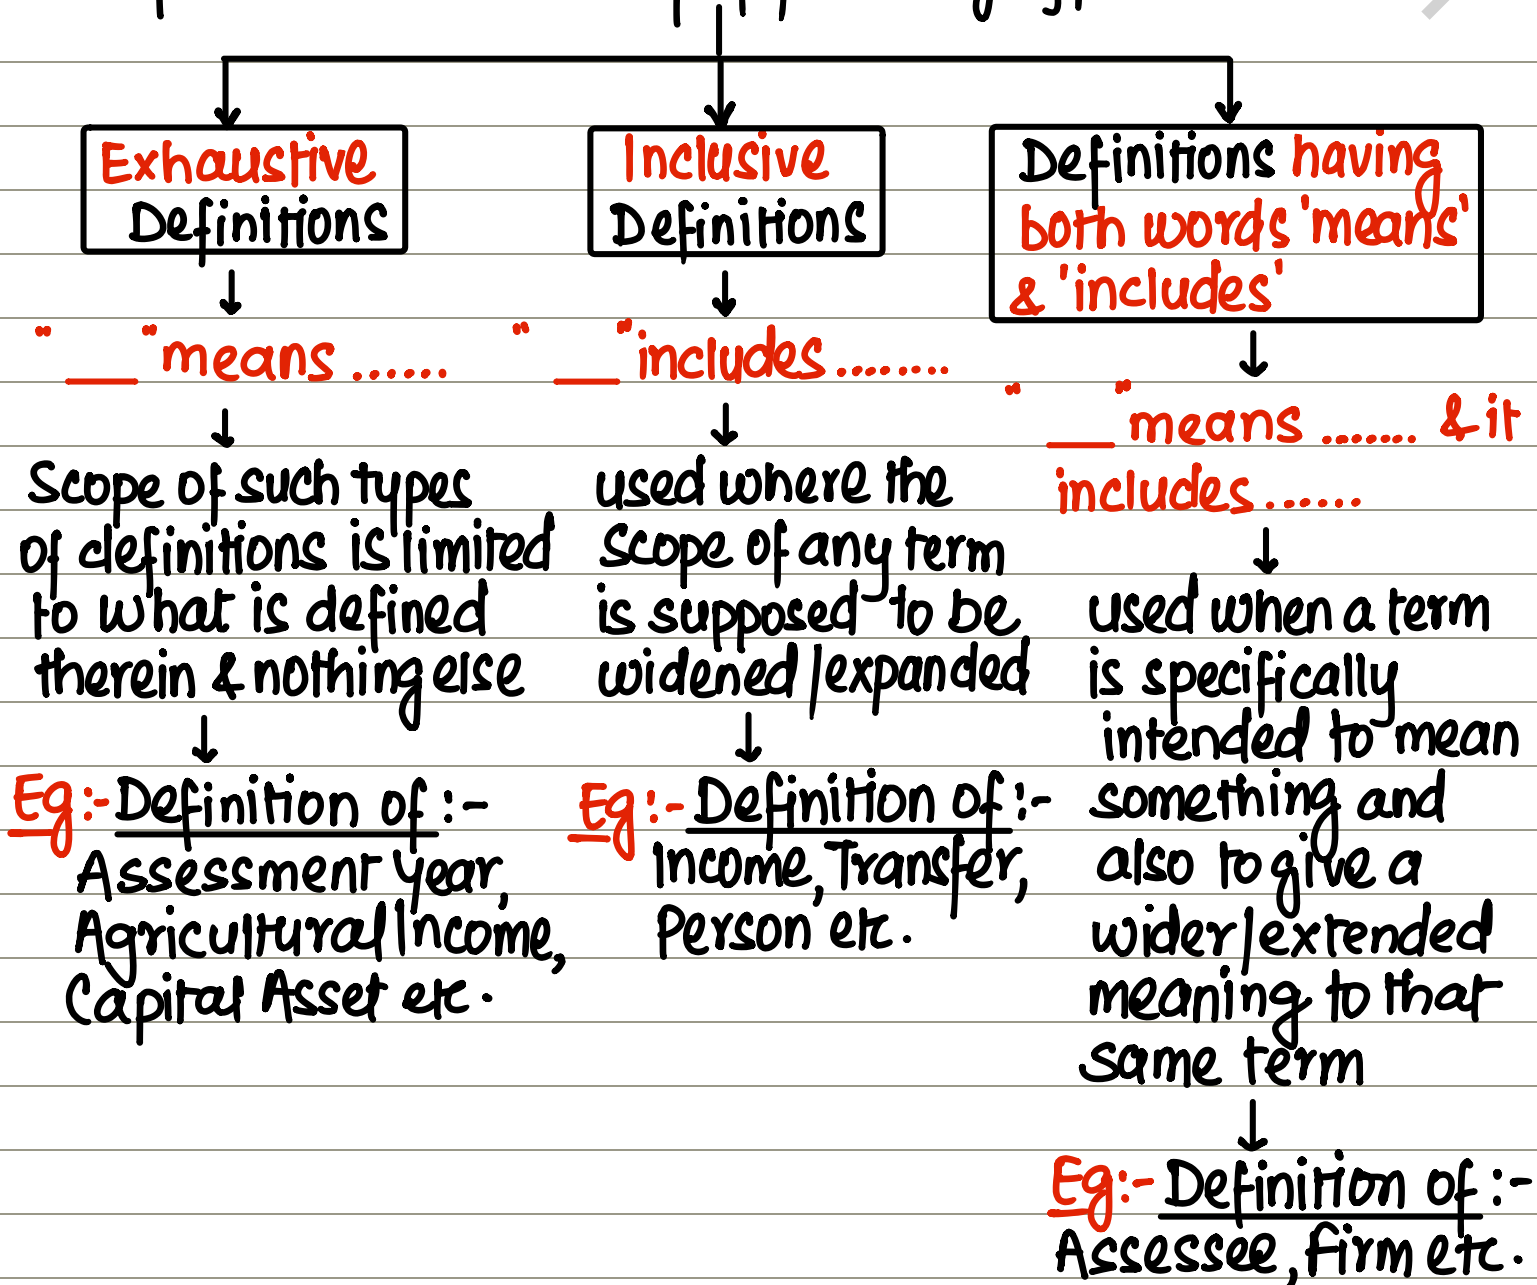 Exhaustive
Definitions
"___" means ......
Scope of such types
of definitions is limited
to what is defined
therein & nothing else
Eg:- Definition of :-
Assessment Year,
Agricultural Income,
Capital Asset etc.
Inclusive
Definitions
"___" includes ........
used where the
scope of any term
is supposed to be
widened/expanded
Eg:- Definition of :-
Income, Transfer,
Person etc.
Definitions having
both words 'means'
& 'includes'
"___" means ........ & it
includes ......
used when a term
is specifically
intended to mean
something and
also to give a
wider/extended
meaning to that
same term
Eg:- Definition of :-
Assessee, Firm etc.